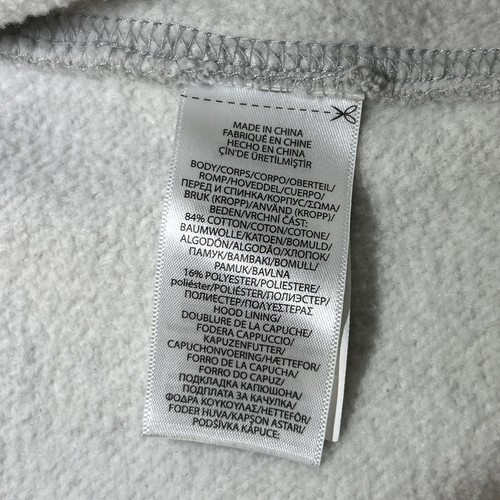 MADE IN CHINA
FABRIQUÉ EN CHINE
HECHO EN CHINA
ÇİN'DE ÜRETİLMİŞTİR
BODY/CORPS/CORPO/OBERTEIL/
ROMP/HOVEDDEL/CUERPO/
ПЕРЕД И СПИНКА/КОРПУС/ΣΩΜΑ/
BRUK (KROPP)/ANVÄND (KROPP)/
BEDEN/VRCHNÍ ČÁST:
84% COTTON/COTON/COTONE/
BAUMWOLLE/KATOEN/BOMULD/
ALGODÓN/ALGODÃO/ХЛОПОК/
ПАМУК/ΒΑΜΒΑΚΙ/BOMULL/
PAMUK/BAVLNA
16% POLYESTER/POLIESTERE/
poliéster/POLIÉSTER/ПОЛИЭСТЕР/
ПОЛИЕСТЕР/ΠΟΛΥΕΣΤΕΡΑΣ
HOOD LINING/
DOUBLURE DE LA CAPUCHE/
FODERA CAPPUCCIO/
KAPUZENFUTTER/
CAPUCHONVOERING/HÆTTEFOR/
FORRO DE LA CAPUCHA/
FORRO DO CAPUZ/
ПОДКЛАДКА КАПЮШОНА/
ПОДПЛАТА ЗА КАЧУЛКА/
ΦΟΔΡΑ ΚΟΥΚΟΥΛΑΣ/HETTEFÔR/
FODER HUVA/KAPŞON ASTARI/
PODŠÍVKA KÁPUCE: